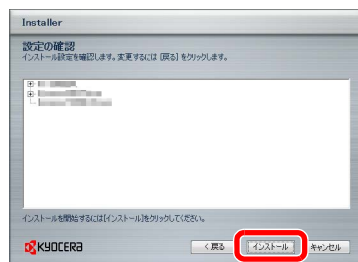 Installer
設定の確認
インストール設定を確認します。変更するには [戻る] をクリックします。
インストールを開始するには[インストール]をクリックしてください。
KYOCERA
< 戻る
インストール
キャンセル